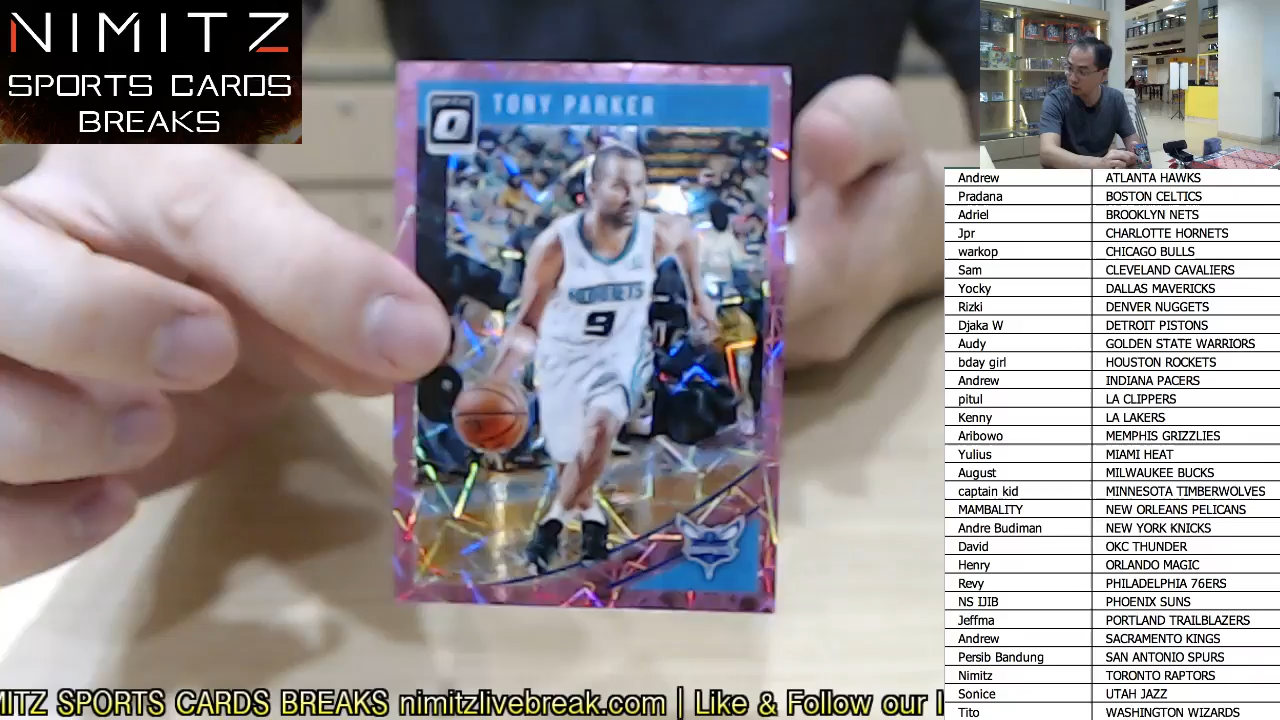 NIMITZ
SPORTS CARDS
BREAKS
TONY PARKER
HORNETS
9
Andrew ATLANTA HAWKS
Pradana BOSTON CELTICS
Adriel BROOKLYN NETS
Jpr CHARLOTTE HORNETS
warkop CHICAGO BULLS
Sam CLEVELAND CAVALIERS
Yocky DALLAS MAVERICKS
Rizki DENVER NUGGETS
Djaka W DETROIT PISTONS
Audy GOLDEN STATE WARRIORS
bday girl HOUSTON ROCKETS
Andrew INDIANA PACERS
pitul LA CLIPPERS
Kenny LA LAKERS
Aribowo MEMPHIS GRIZZLIES
Yulius MIAMI HEAT
August MILWAUKEE BUCKS
captain kid MINNESOTA TIMBERWOLVES
MAMBALITY NEW ORLEANS PELICANS
Andre Budiman NEW YORK KNICKS
David OKC THUNDER
Henry ORLANDO MAGIC
Revy PHILADELPHIA 76ERS
NS IJIB PHOENIX SUNS
Jeffma PORTLAND TRAILBLAZERS
Andrew SACRAMENTO KINGS
Persib Bandung SAN ANTONIO SPURS
Nimitz TORONTO RAPTORS
Sonice UTAH JAZZ
Tito WASHINGTON WIZARDS
MITZ SPORTS CARDS BREAKS nimitzlivebreak.com | Like & Follow our I